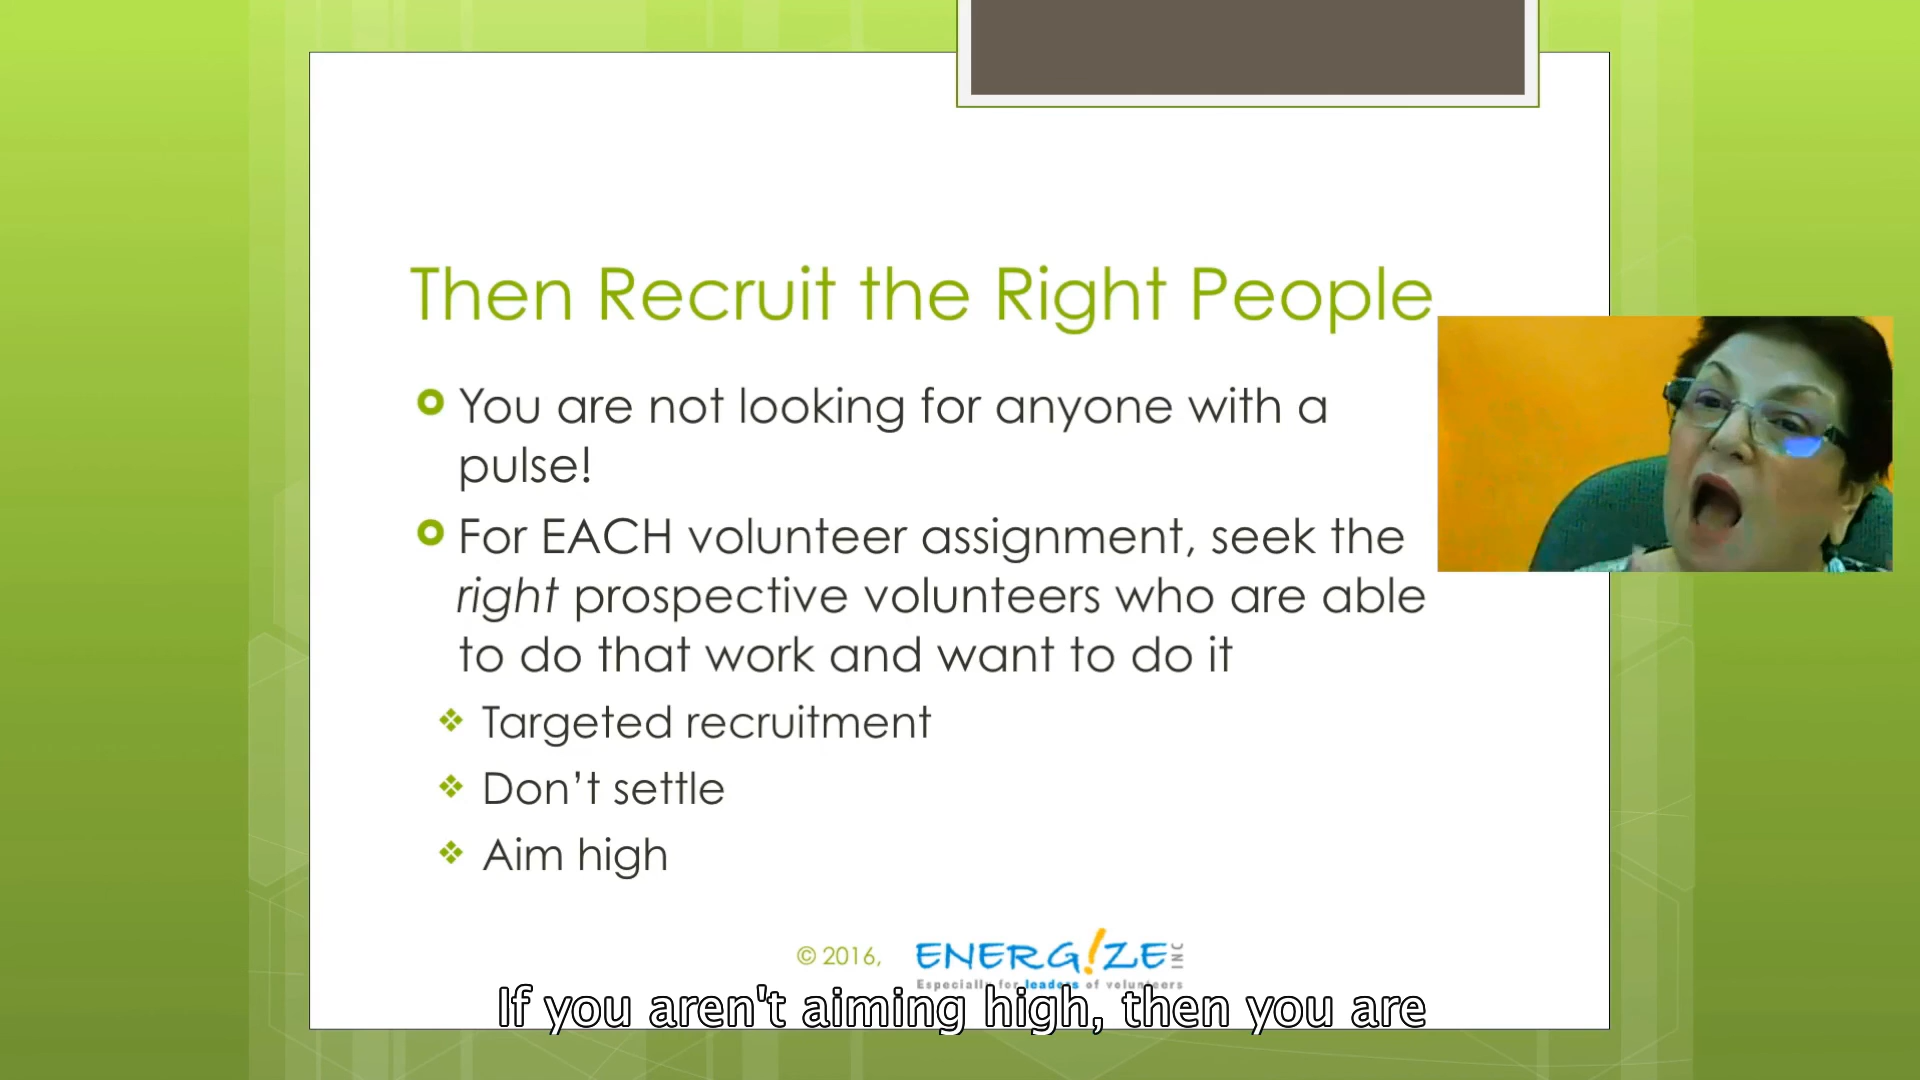 Then Recruit the Right People
You are not looking for anyone with a
pulse!
For EACH volunteer assignment, seek the
right prospective volunteers who are able
to do that work and want to do it
Targeted recruitment
Don’t settle
Aim high
© 2016, ENERG!ZE INC
Especially for leaders of volunteers
If you aren't aiming high, then you are